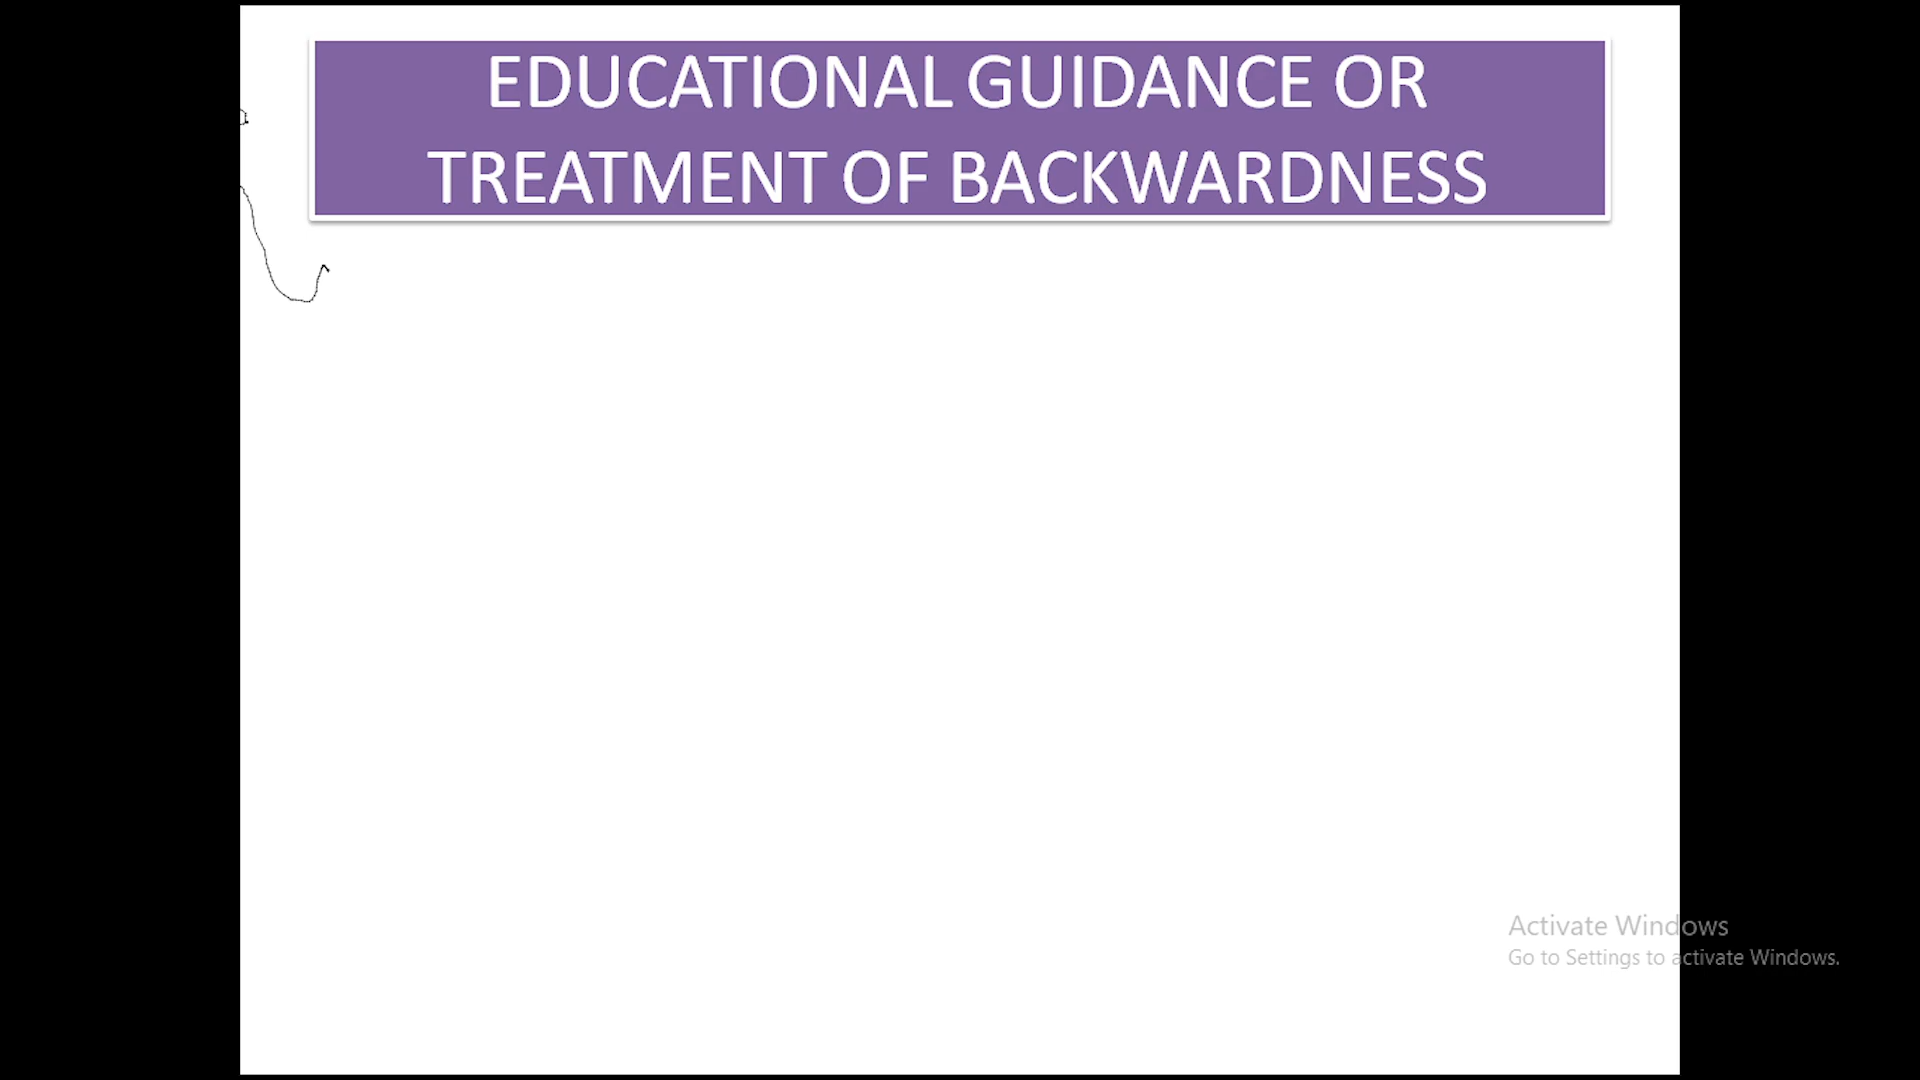 EDUCATIONAL GUIDANCE OR
TREATMENT OF BACKWARDNESS
Activate Windows
Go to Settings to activate Windows.